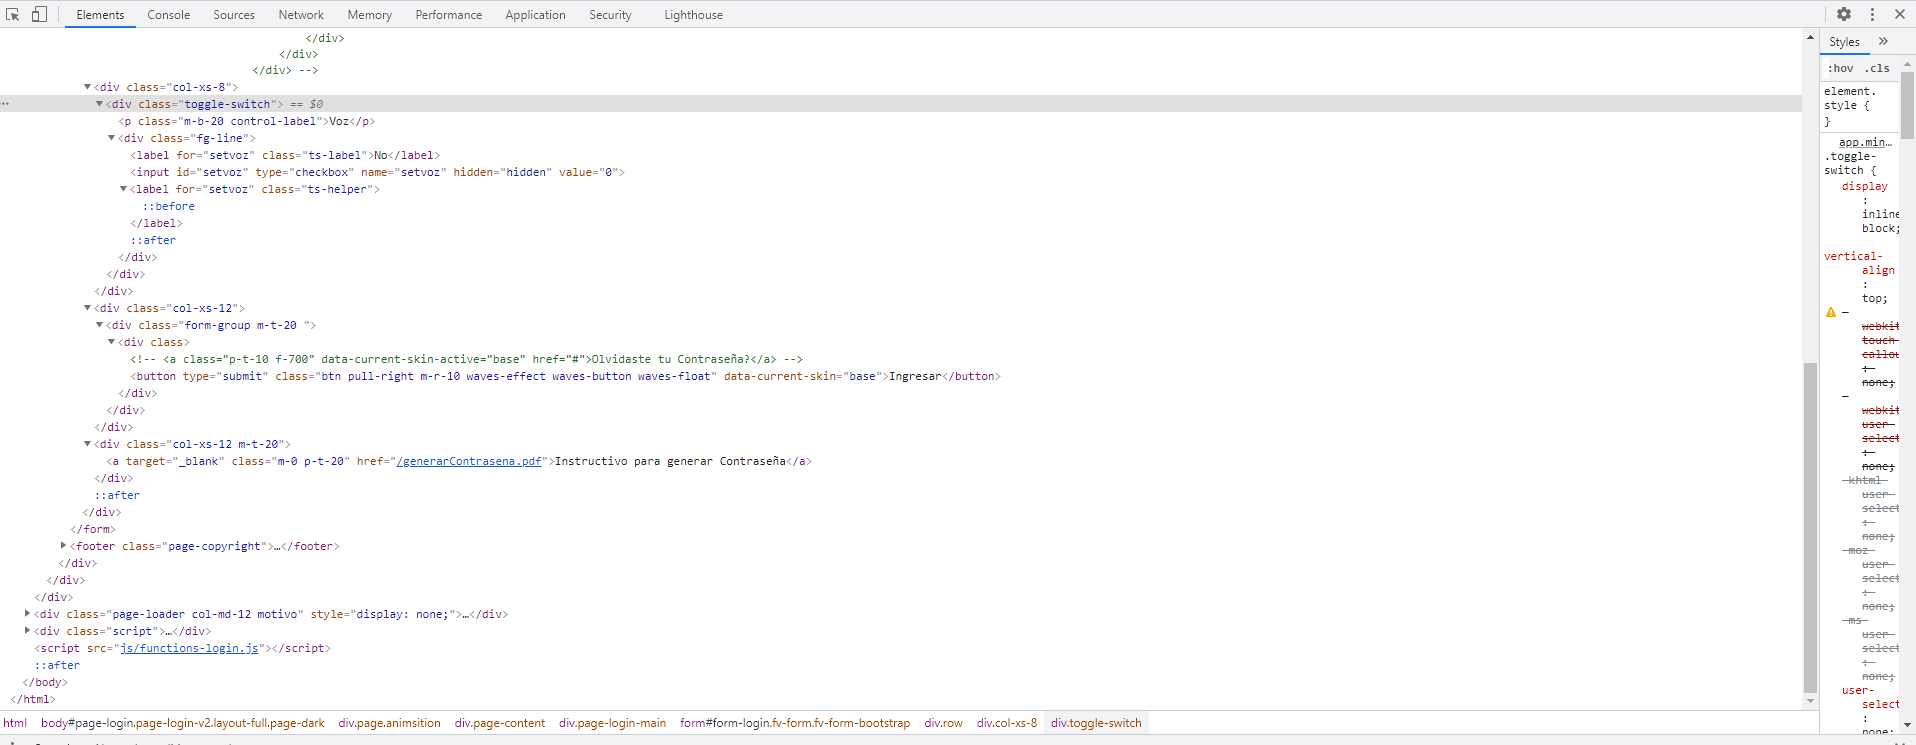 Elements Console Sources Network Memory Performance Application Security Lighthouse
</div>
</div>
</div> -->
<div class="col-xs-8">
<div class="toggle-switch"> == $0
<p class="m-b-20 control-label">Voz</p>
<div class="fg-line">
<label for="setvoz" class="ts-label">No</label>
<input id="setvoz" type="checkbox" name="setvoz" hidden="hidden" value="0">
<label for="setvoz" class="ts-helper">
::before
</label>
::after
</div>
</div>
</div>
<div class="col-xs-12">
<div class="form-group m-t-20 ">
<div class>
<!-- <a class="p-t-10 f-700" data-current-skin-active="base" href="#">Olvidaste tu Contraseña?</a> -->
<button type="submit" class="btn pull-right m-r-10 waves-effect waves-button waves-float" data-current-skin="base">Ingresar</button>
</div>
</div>
</div>
<div class="col-xs-12 m-t-20">
<a target="_blank" class="m-0 p-t-20" href="/generarContrasena.pdf">Instructivo para generar Contraseña</a>
</div>
::after
</div>
</form>
<footer class="page-copyright">…</footer>
</div>
</div>
</div>
<div class="page-loader col-md-12 motivo" style="display: none;">…</div>
<div class="script">…</div>
<script src="js/functions-login.js"></script>
::after
</body>
</html>
html body#page-login.page-login-v2.layout-full.page-dark div.page.animsition div.page-content div.page-login-main form#form-login.fv-form.fv-form-bootstrap div.row div.col-xs-8 div.toggle-switch
Styles »
:hov .cls
element.
style {
}
app.min…
.toggle-
switch {
display
:
inline
block;
vertical-
align
:
top;
–
webkit
touch-
callou
:
none;
–
webkit
user-
select
:
none;
-khtml-
user-
select
:
none;
-moz-
user-
select
:
none;
-ms-
user-
select
:
none;
user-
select
:
none;